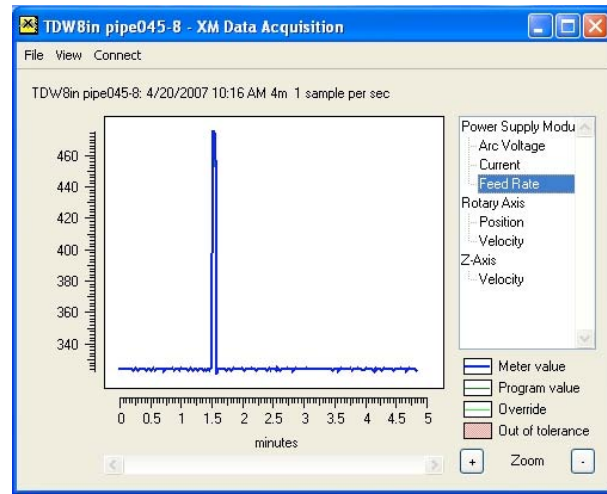 TDW8in pipe045-8 - XM Data Acquisition
File View Connect
TDW8in pipe045-8: 4/20/2007 10:16 AM 4m 1 sample per sec
460
440
420
400
380
360
340
0 0.5 1 1.5 2 2.5 3 3.5 4 4.5 5
minutes
Power Supply Modu
Arc Voltage
Current
Feed Rate
Rotary Axis
Position
Velocity
Z-Axis
Velocity
Meter value
Program value
Override
Out of tolerance
+ Zoom -